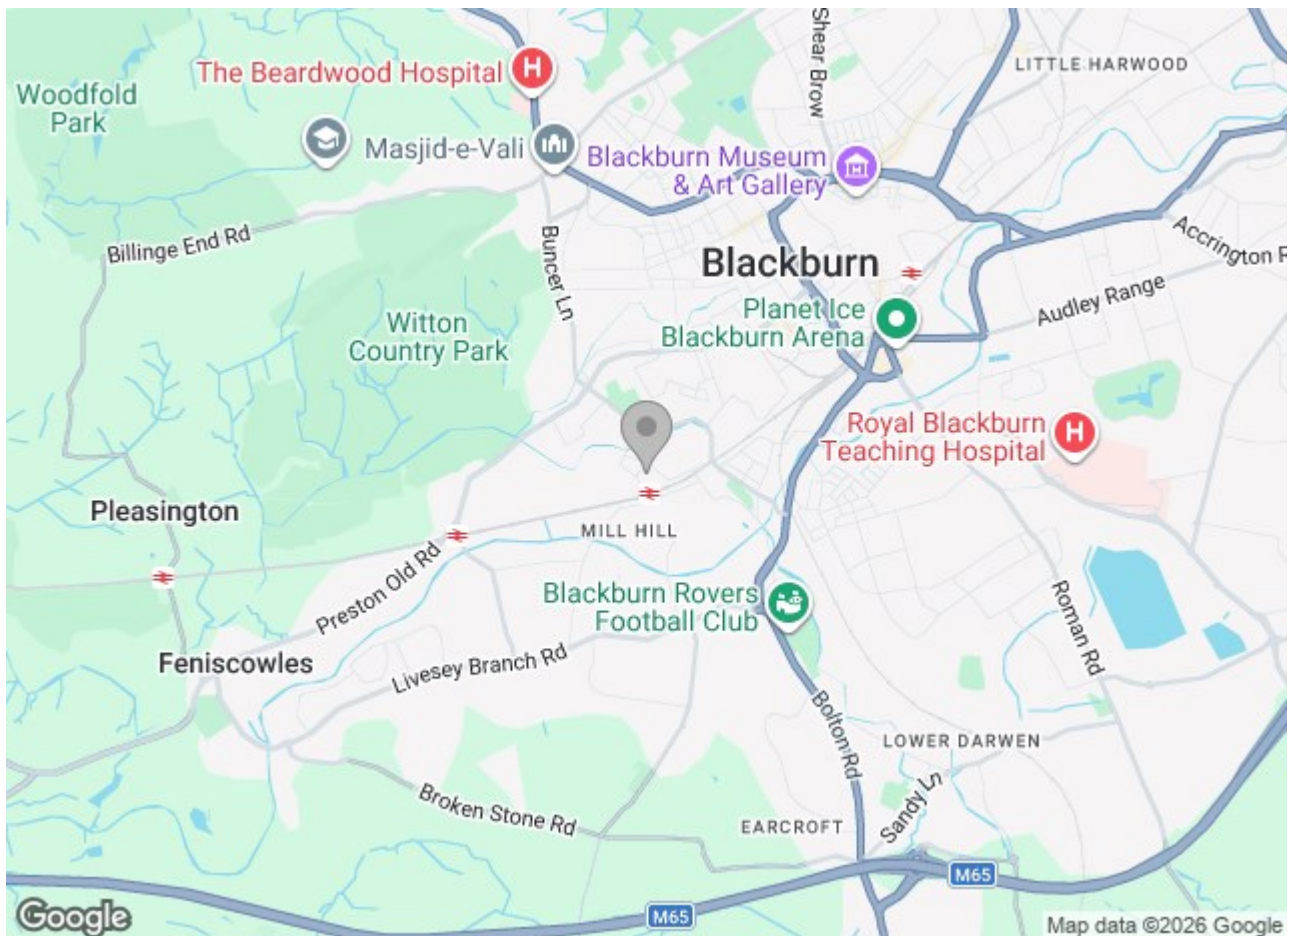 Shear Brow
LITTLE HARWOOD
The Beardwood Hospital
H
Woodfold
Park
Masjid-e-Vali
Blackburn Museum
& Art Gallery
Billinge End Rd
Buncer Ln
Accrington R
Blackburn
Audley Range
Planet Ice
Blackburn Arena
Witton
Country Park
Royal Blackburn
Teaching Hospital
H
Pleasington
MILL HILL
Preston Old Rd
Blackburn Rovers
Football Club
Roman Rd
Feniscowles
Livesey Branch Rd
Bolton Rd
LOWER DARWEN
Sandy Ln
Broken Stone Rd
EARCROFT
M65
M65
Google
Map data ©2026 Google